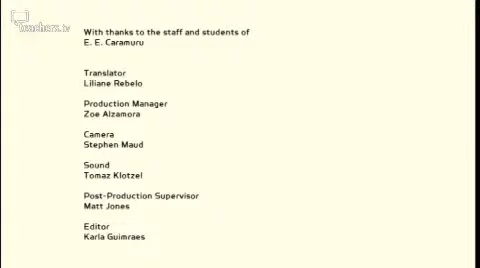 Teachers.tv
With thanks to the staff and students of
E. E. Caramuru
Translator
Liliane Rebelo
Production Manager
Zoe Alzamora
Camera
Stephen Maud
Sound
Tomaz Klotzel
Post-Production Supervisor
Matt Jones
Editor
Karla Guimraes